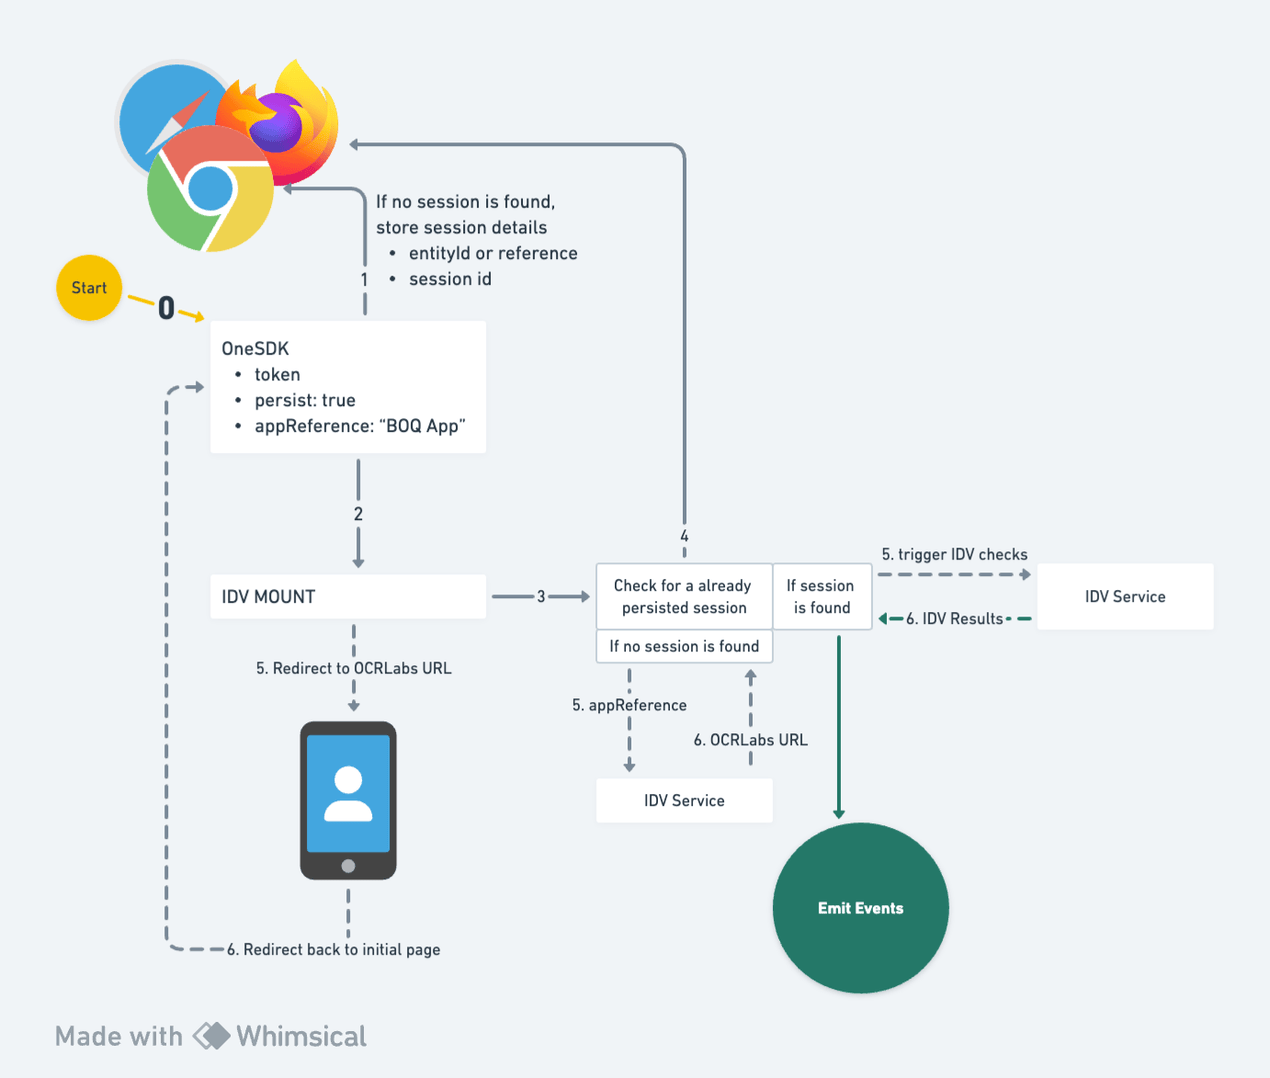 If no session is found,
store session details
• entityId or reference
1 • session id
Start
0
OneSDK
• token
• persist: true
• appReference: “BOQ App”
2
4
IDV MOUNT
3
Check for a already
persisted session
If session
is found
If no session is found
5. trigger IDV checks
6. IDV Results
IDV Service
5. Redirect to OCRLabs URL
5. appReference
6. OCRLabs URL
IDV Service
Emit Events
6. Redirect back to initial page
Made with Whimsical